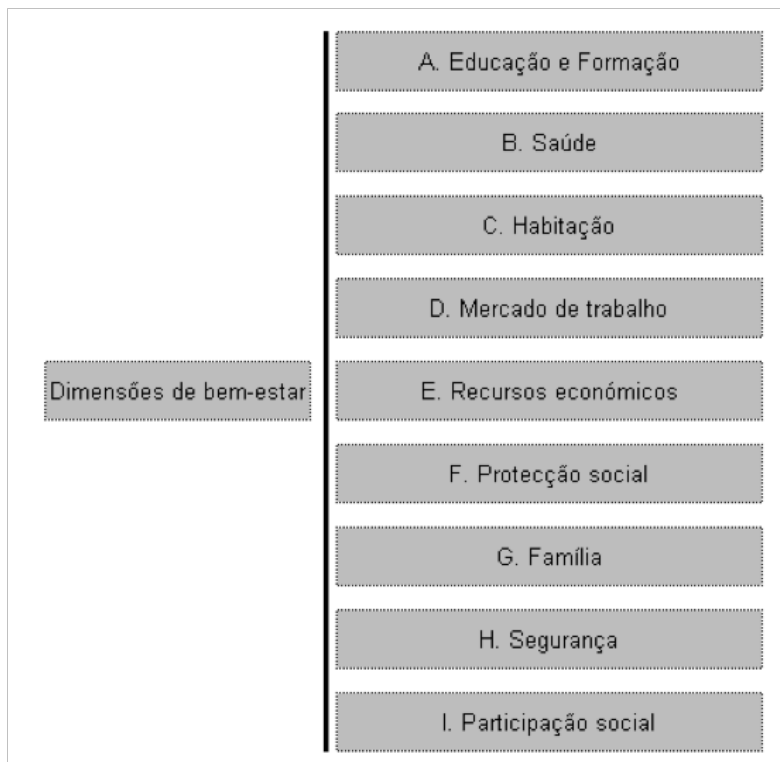 A. Educação e Formação
B. Saúde
C. Habitação
D. Mercado de trabalho
Dimensões de bem-estar
E. Recursos económicos
F. Protecção social
G. Família
H. Segurança
I. Participação social